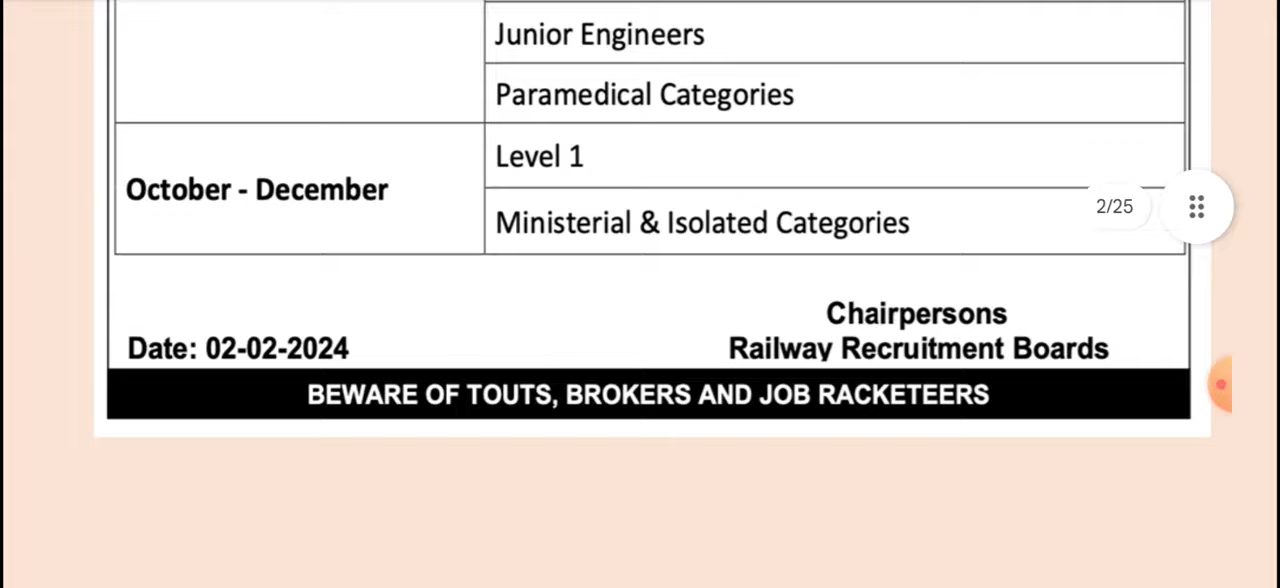 Junior Engineers
Paramedical Categories
October - December
Level 1
Ministerial & Isolated Categories
2/25
Chairpersons
Date: 02-02-2024
Railway Recruitment Boards
BEWARE OF TOUTS, BROKERS AND JOB RACKETEERS